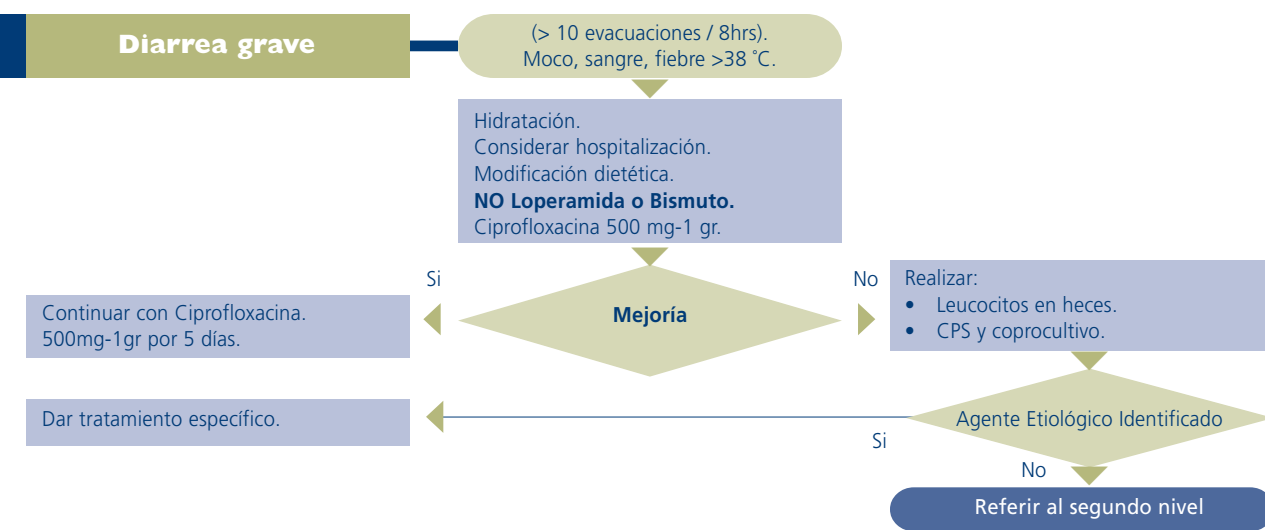 Diarrea grave
(> 10 evacuaciones / 8hrs).
Moco, sangre, fiebre >38 ˚C.
Hidratación.
Considerar hospitalización.
Modificación dietética.
NO Loperamida o Bismuto.
Ciprofloxacina 500 mg-1 gr.
Si
Mejoría
No
Continuar con Ciprofloxacina.
500mg-1gr por 5 días.
Realizar:
• Leucocitos en heces.
• CPS y coprocultivo.
Agente Etiológico Identificado
Si
Dar tratamiento específico.
No
Referir al segundo nivel